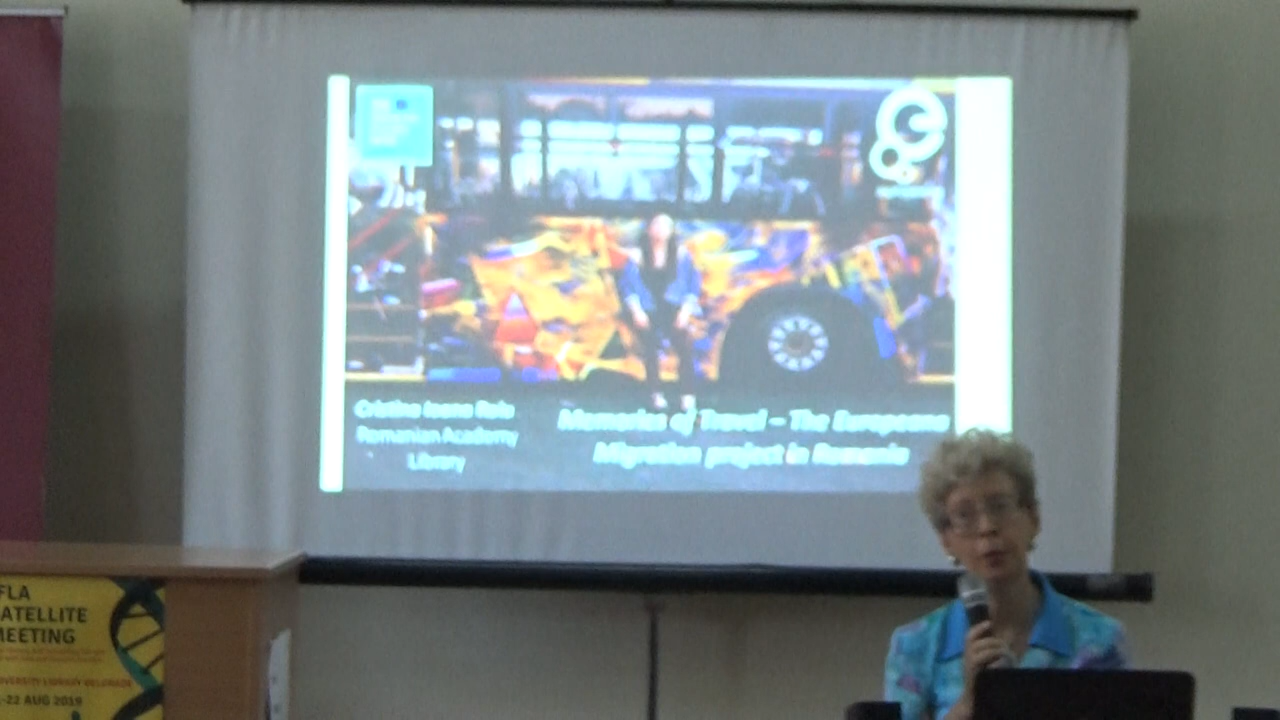 Cristina Ioana Roiu
Romanian Academy
Library
Memories of Travel – The Europeana
Migration project in Romania
FLA
ATELLITE
MEETING
UNIVERSITY LIBRARY BELGRADE
-22 AUG 2019